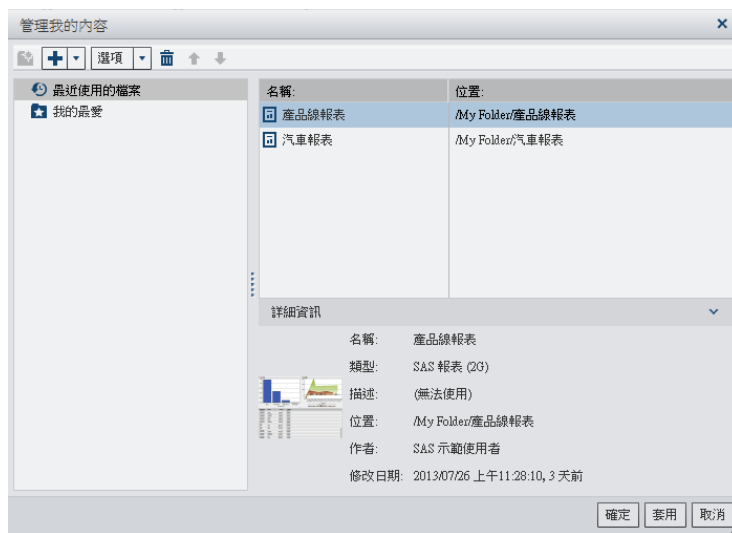 管理我的內容
選項
最近使用的檔案
我的最愛
名稱: 位置:
產品線報表 /My Folder/產品線報表
汽車報表 /My Folder/汽車報表
詳細資訊
名稱: 產品線報表
類型: SAS 報表 (2G)
描述: (無法使用)
位置: /My Folder/產品線報表
作者: SAS 示範使用者
修改日期: 2013/07/26 上午11:28:10, 3 天前
確定 套用 取消